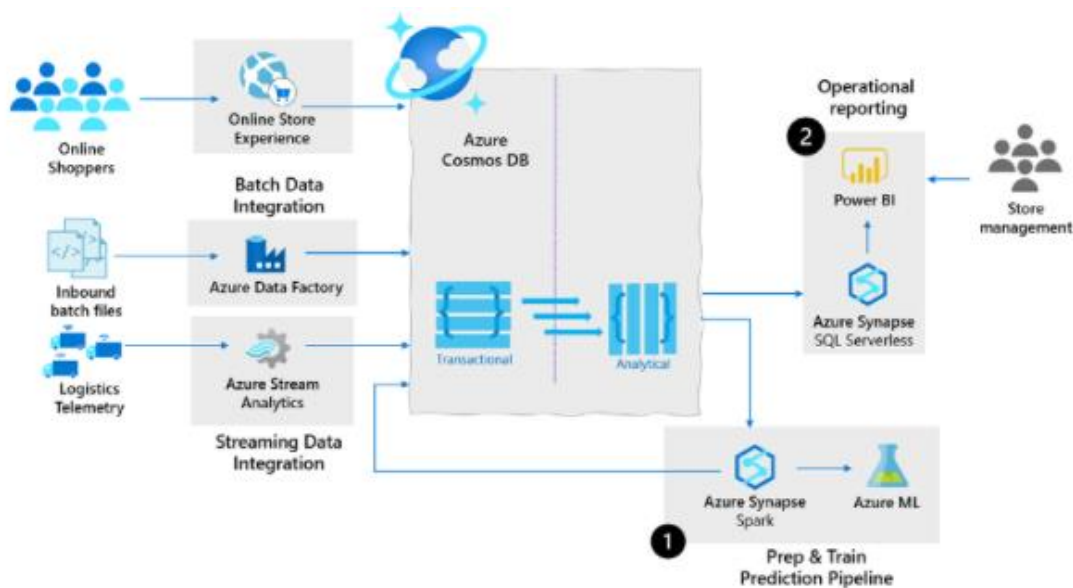 Online
Shoppers
Online Store
Experience
Batch Data
Integration
</>
</>
Inbound
batch files
Azure Data Factory
Logistics
Telemetry
Azure Stream
Analytics
Streaming Data
Integration
Azure
Cosmos DB
{ }
Transactional
{ }
Analytical
Operational
reporting
2
Power BI
Azure Synapse
SQL Serverless
Store
management
Azure Synapse
Spark
Azure ML
1
Prep & Train
Prediction Pipeline